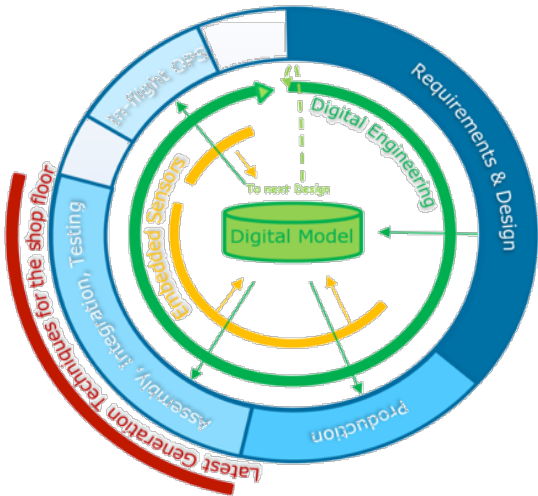 Requirements & Design
Digital Engineering
In-flight OPS
Embedded Sensors
To next Design
Digital Model
Assembly, Integration, Testing
Production
Latest Generation Techniques for the shop floor